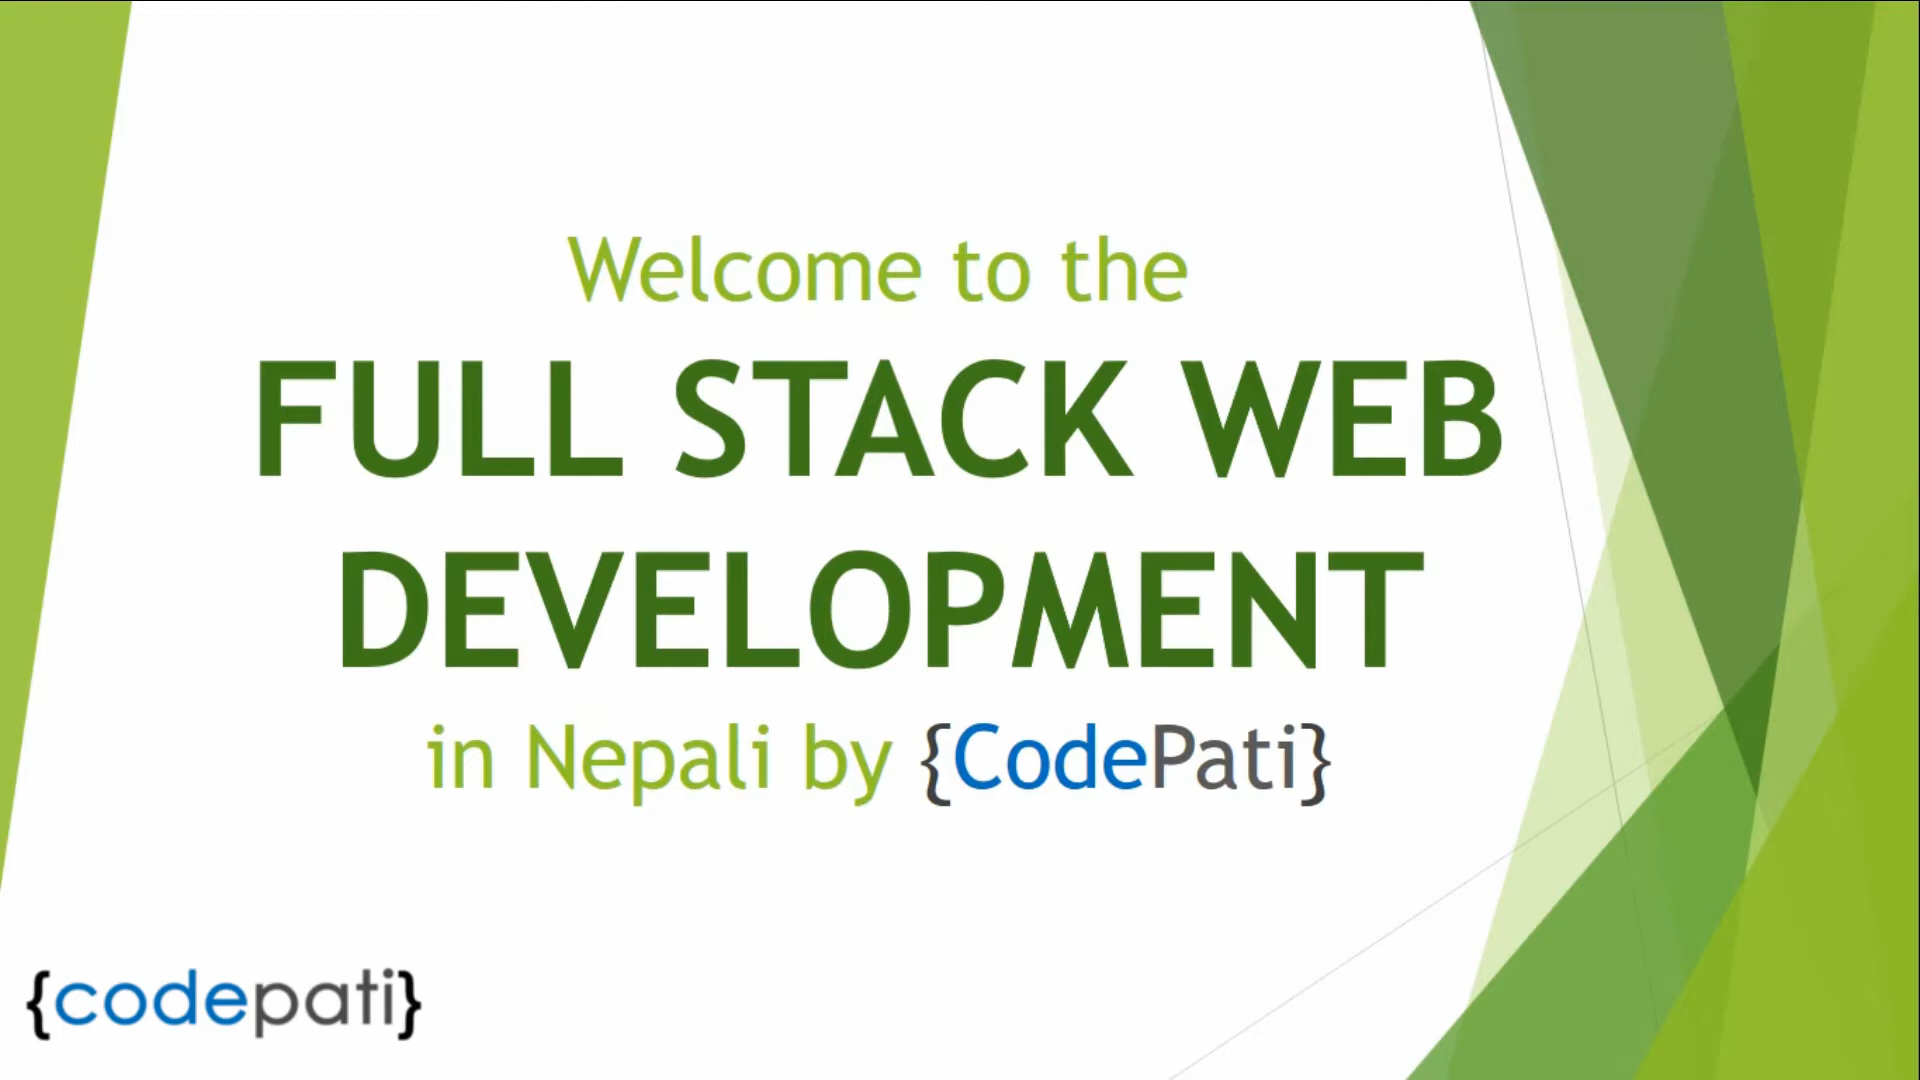 Welcome to the
FULL STACK WEB
DEVELOPMENT
in Nepali by {CodePati}
{codepati}